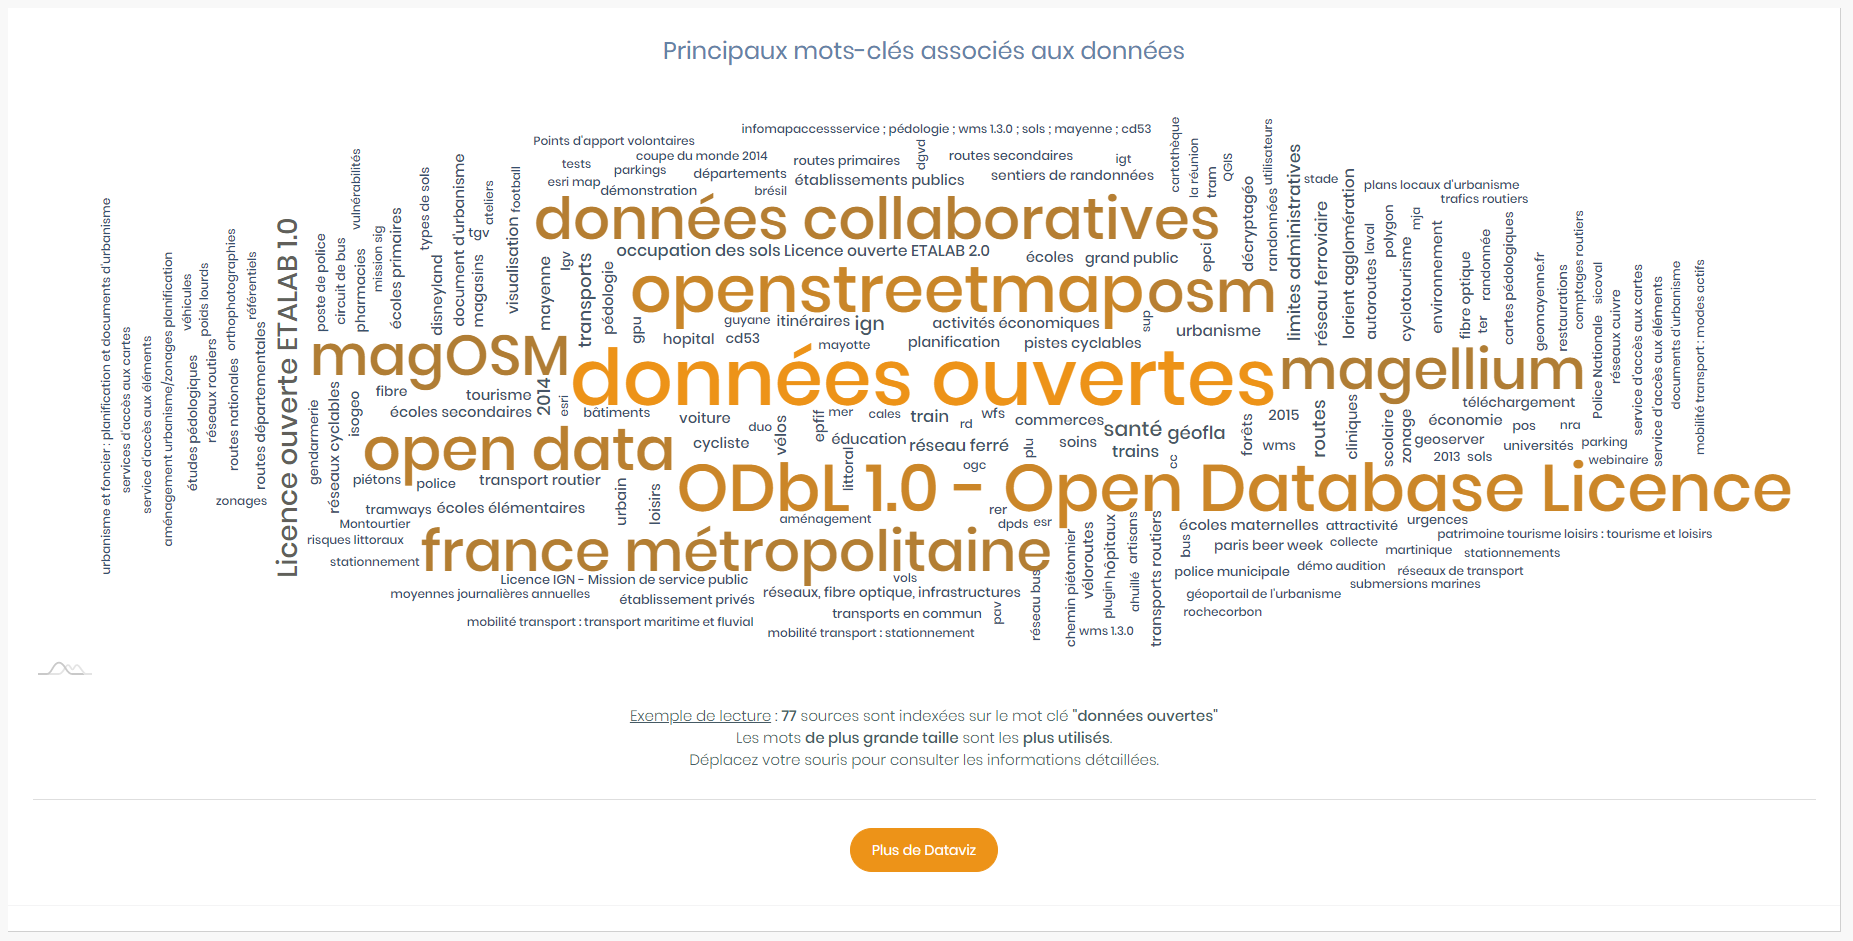 Principaux mots-clés associés aux données
infomapaccessservice ; pédologie ; wms 1.3.0 ; sols ; mayenne ; cd53
Points d'apport volontaires
coupe du monde 2014
routes primaires
dgvd
routes secondaires
igt
tests
parkings
départements
établissements publics
sentiers de randonnées
esri map
démonstration
brésil
cartothèque
la réunion
tram
QGIS
décryptagéo
utilisateurs
randonnées
limites administratives
stade
plans locaux d'urbanisme
trafics routiers
données collaboratives
occupation des sols
Licence ouverte ETALAB 2.0
écoles
grand public
epci
openstreetmap
osm
urbanisme et foncier : planification et documents d'urbanisme
services d'accès aux cartes
service d'accès aux éléments
aménagement urbanisme/zonages planification
véhicules
études pédologiques
poids lourds
réseaux routiers
orthophotographies
routes nationales
référentiels
routes départementales
zonages
Licence ouverte ETALAB 1.0
poste de police
circuit de bus
vulnérabilités
pharmacies
mission sig
écoles primaires
types de sols
disneyland
document d'urbanisme
tgv
magasins
ateliers
football
visualisation
mayenne
lgv
transports
pédologie
gpu
hopital
guyane
cd53
itinéraires
ign
mayotte
activités économiques
planification
pistes cyclables
sup
urbanisme
réseau ferroviaire
lorient agglomération
autoroutes laval
polygon
cyclotourisme
mja
environnement
fibre optique
randonnée
ter
cartes pédologiques
geomayenne.fr
restaurations
comptages routiers
sicoval
Police Nationale
réseaux cuivre
service d'accès aux cartes
service d'accès aux éléments
documents d'urbanisme
mobilité transport : modes actifs
magOSM
données ouvertes
magellium
gendarmerie
réseaux cyclables
isogeo
fibre
tourisme
écoles secondaires
2014
esri
bâtiments
voiture
duo
cycliste
vélos
epfif
mer
cales
train
rd
wfs
commerces
éducation
réseau ferré
littoral
ogc
plu
soins
santé
trains
géofla
cc
forêts
2015
wms
routes
cliniques
scolaire
zonage
téléchargement
économie
pos
nra
geoserver
universités
parking
2013
sols
webinaire
open data
ODbL 1.0 - Open Database Licence
piétons
police
transport routier
urbain
loisirs
tramways
écoles élémentaires
Montourtier
risques littoraux
stationnement
aménagement
rer
dpds
esr
france métropolitaine
Licence IGN - Mission de service public
vols
moyennes journalières annuelles
établissement privés
réseaux, fibre optique, infrastructures
transports en commun
mobilité transport : transport maritime et fluvial
mobilité transport : stationnement
pav
réseau bus
chemin piétonnier
véloroutes
plugin
hôpitaux
artisans
ahuillé
transports routiers
wms 1.3.0
bus
écoles maternelles
attractivité
urgences
patrimoine tourisme loisirs : tourisme et loisirs
paris beer week
collecte
martinique
stationnements
police municipale
démo audition
réseaux de transport
submersions marines
géoportail de l'urbanisme
rochecorbon
Exemple de lecture : 77 sources sont indexées sur le mot clé "données ouvertes"
Les mots de plus grande taille sont les plus utilisés.
Déplacez votre souris pour consulter les informations détaillées.
Plus de Dataviz